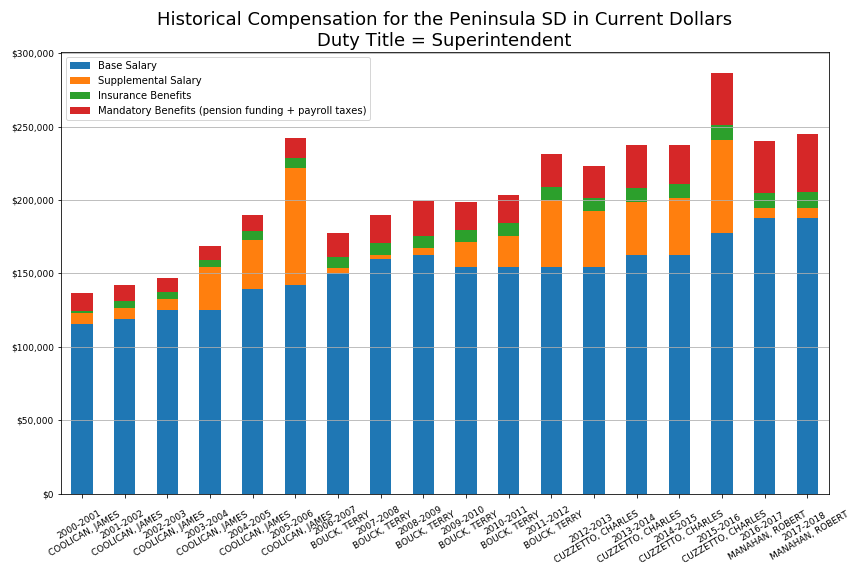 Historical Compensation for the Peninsula SD in Current Dollars
Duty Title = Superintendent
Base Salary
Supplemental Salary
Insurance Benefits
Mandatory Benefits (pension funding + payroll taxes)
$300,000
$250,000
$200,000
$150,000
$100,000
$50,000
$0
2000-2001
COOLICAN, JAMES
2001-2002
COOLICAN, JAMES
2002-2003
COOLICAN, JAMES
2003-2004
COOLICAN, JAMES
2004-2005
COOLICAN, JAMES
2005-2006
COOLICAN, JAMES
2006-2007
BOUCK, TERRY
2007-2008
BOUCK, TERRY
2008-2009
BOUCK, TERRY
2009-2010
BOUCK, TERRY
2010-2011
BOUCK, TERRY
2011-2012
BOUCK, TERRY
2012-2013
CUZZETTO, CHARLES
2013-2014
CUZZETTO, CHARLES
2014-2015
CUZZETTO, CHARLES
2015-2016
CUZZETTO, CHARLES
2016-2017
MANAHAN, ROBERT
2017-2018
MANAHAN, ROBERT